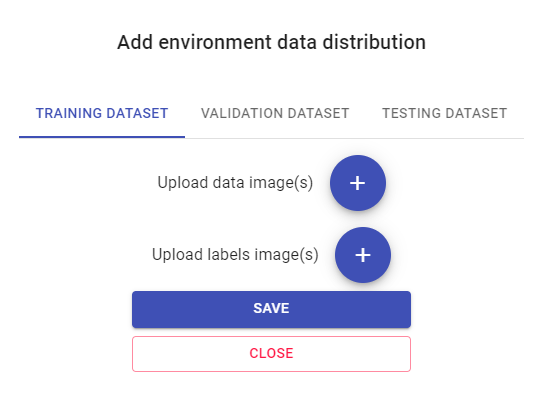 Add environment data distribution
TRAINING DATASET VALIDATION DATASET TESTING DATASET
Upload data image(s) +
Upload labels image(s) +
SAVE
CLOSE